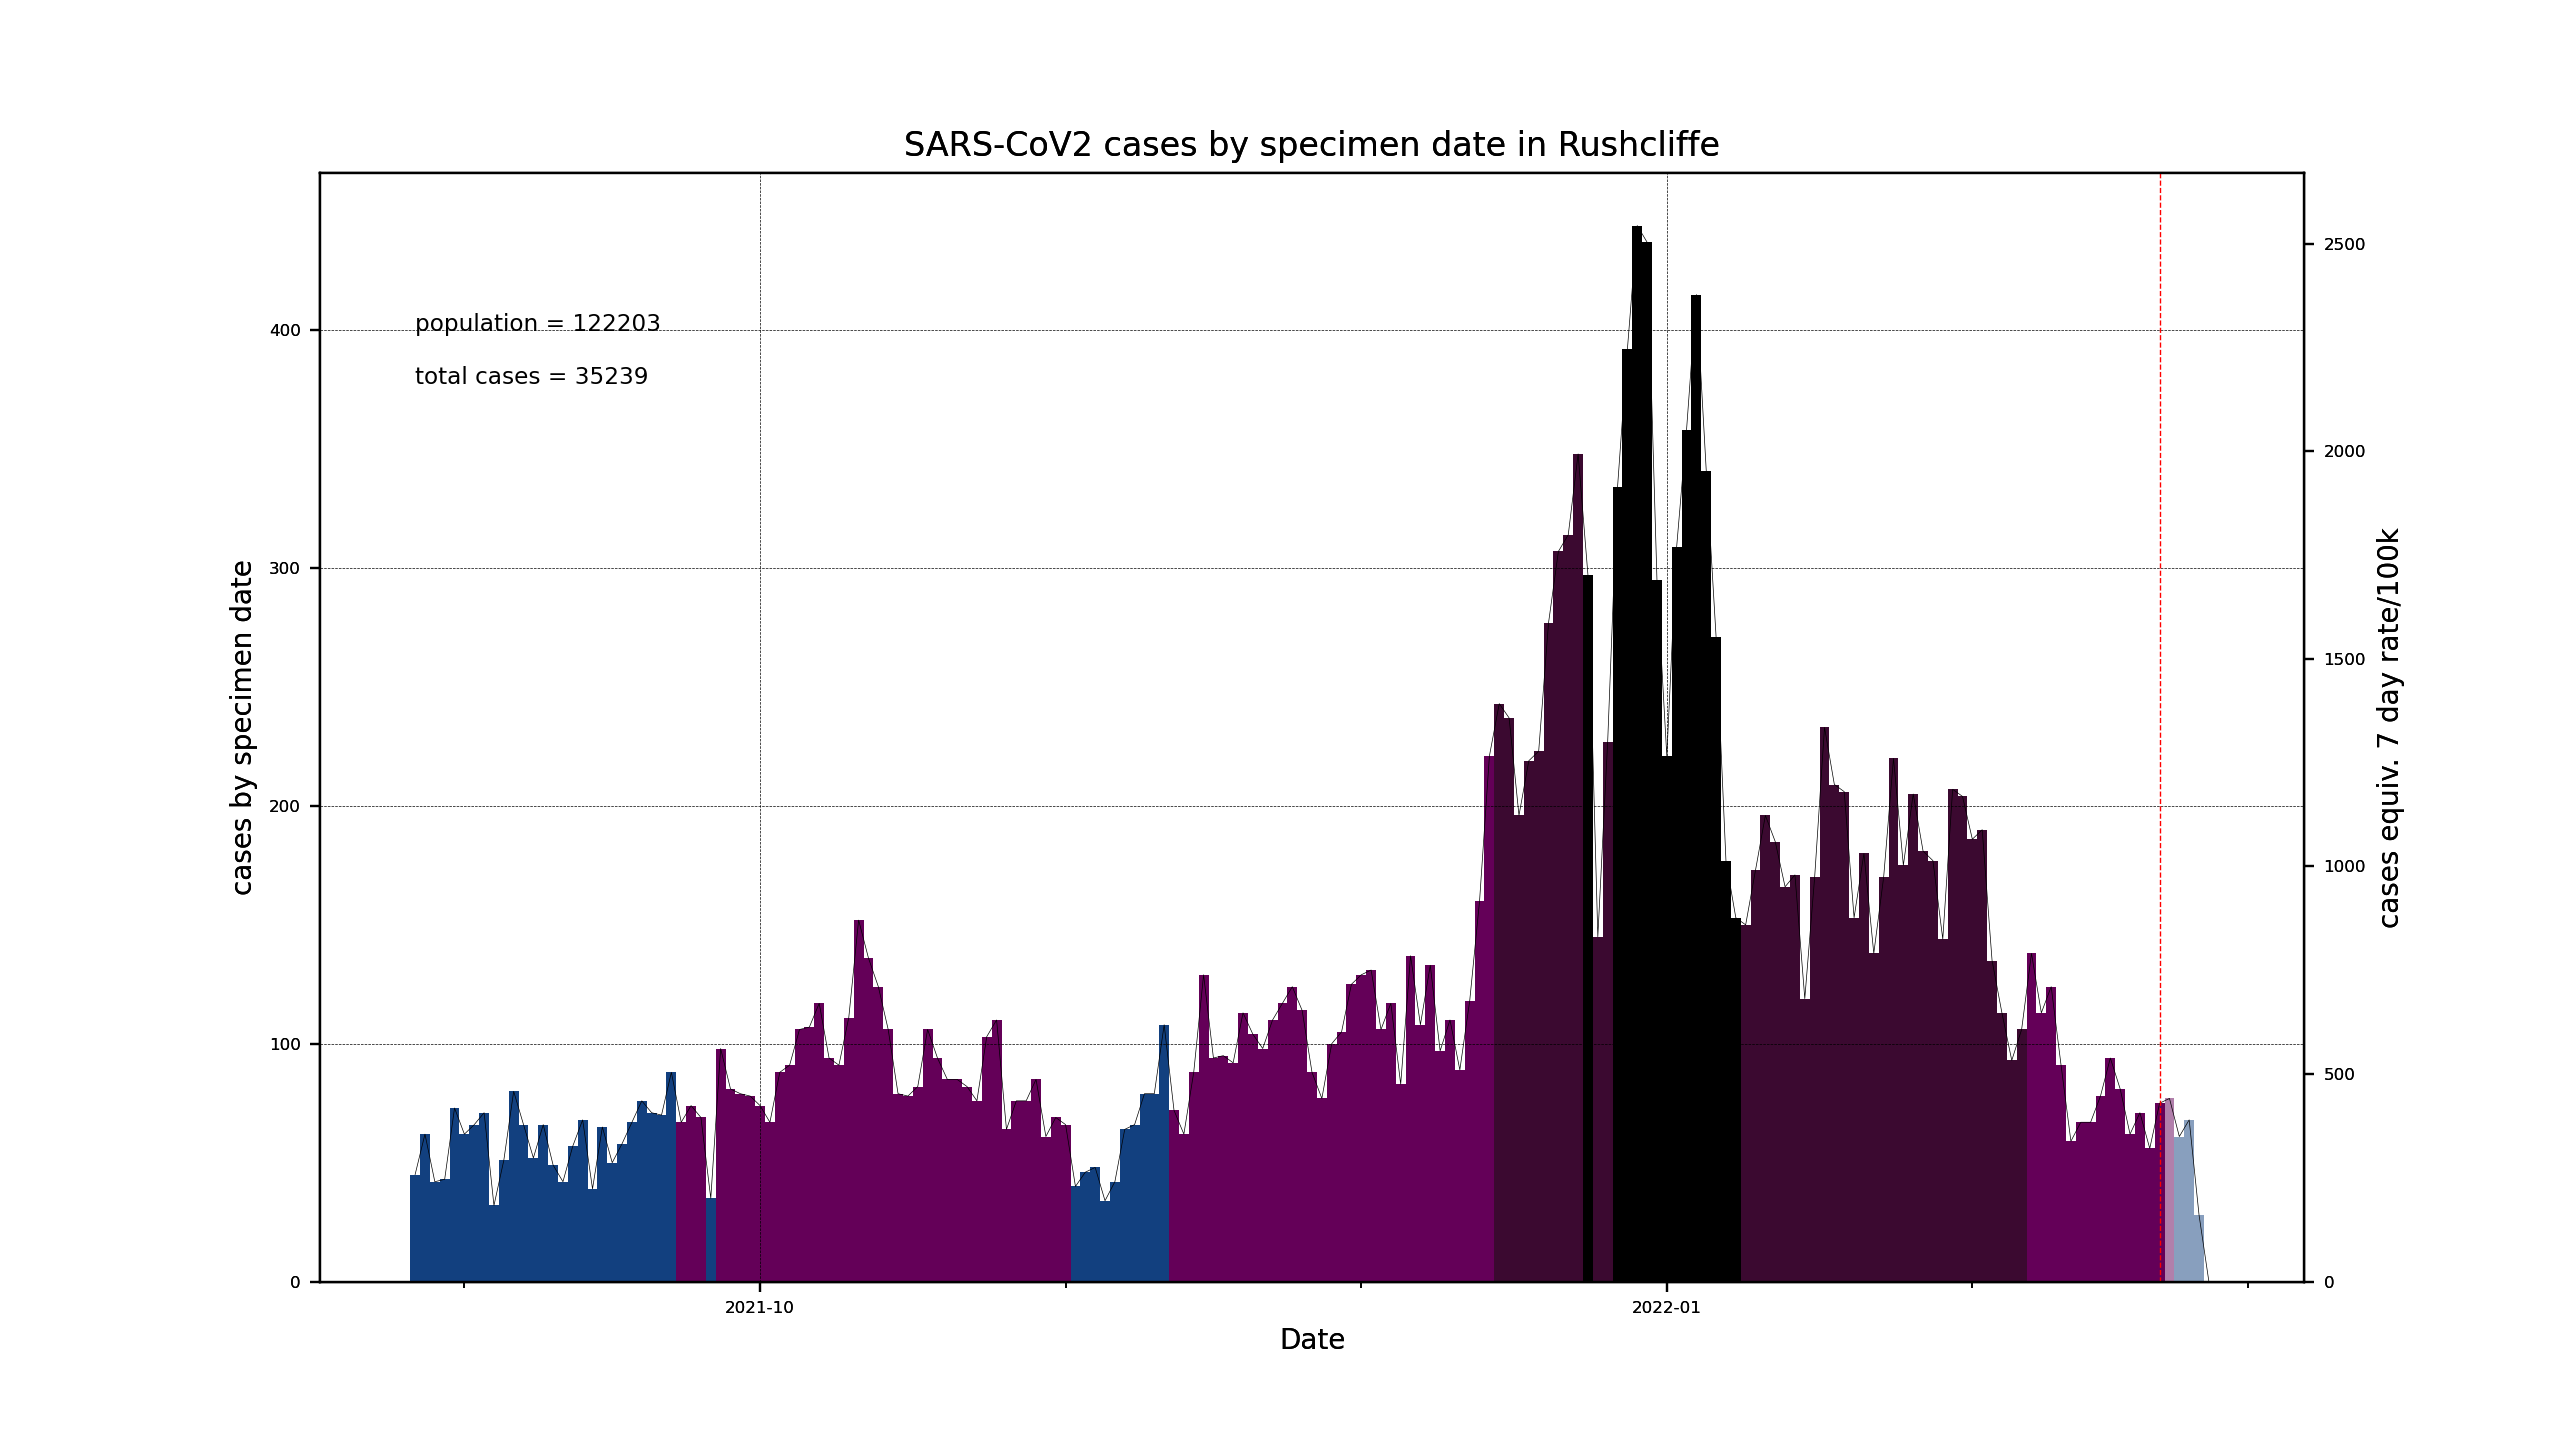 SARS-CoV2 cases by specimen date in Rushcliffe
population = 122203
total cases = 35239
cases by specimen date
400
300
200
100
0
2500
2000
1500
1000
500
0
cases equiv. 7 day rate/100k
2021-10
2022-01
Date